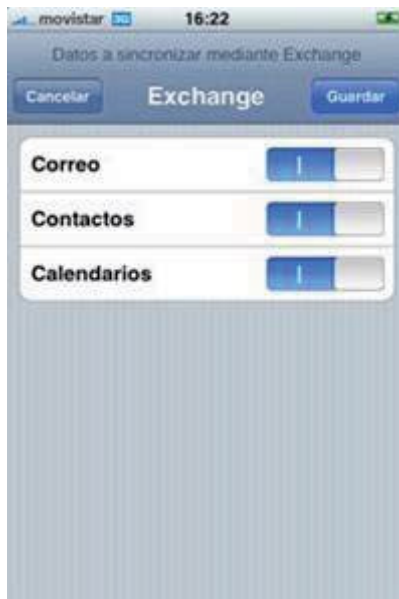 movistar 3G 16:22
Datos a sincronizar mediante Exchange
Cancelar Exchange Guardar
Correo
Contactos
Calendarios